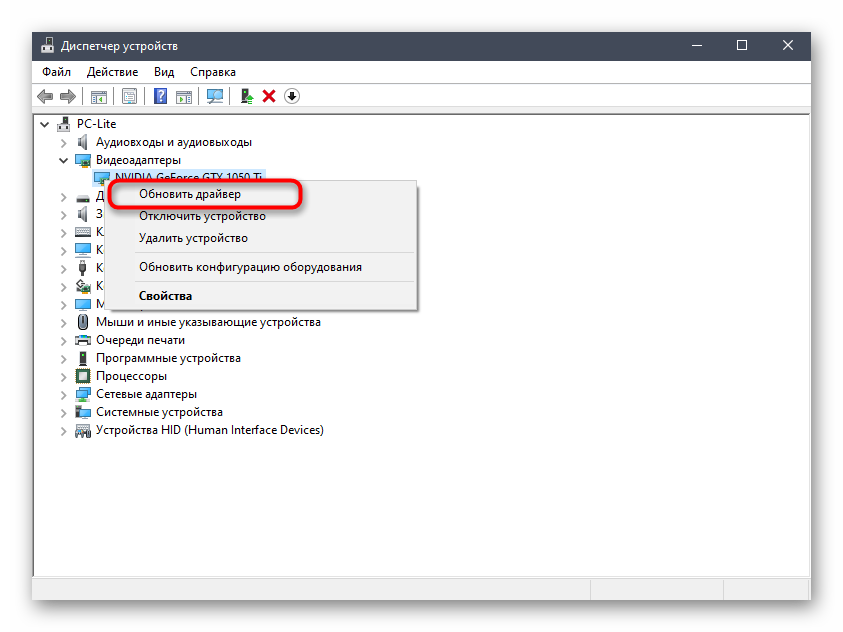 Диспетчер устройств
Файл Действие Вид Справка
PC-Lite
Аудиовходы и аудиовыходы
Видеоадаптеры
NVIDIA GeForce GTX 1050 Ti
Обновить драйвер
Отключить устройство
Удалить устройство
Обновить конфигурацию оборудования
Свойства
Мыши и иные указывающие устройства
Очереди печати
Программные устройства
Процессоры
Сетевые адаптеры
Системные устройства
Устройства HID (Human Interface Devices)